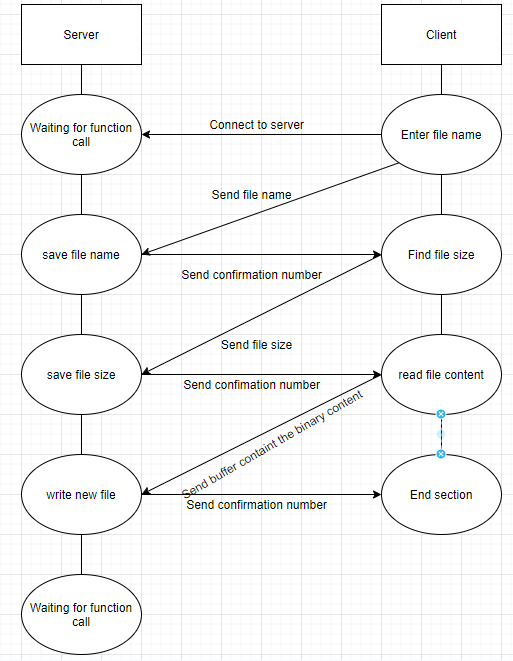 Server
Client
Waiting for function
call
Connect to server
Enter file name
Send file name
save file name
Find file size
Send confirmation number
Send file size
save file size
read file content
Send confimation number
Send buffer containt the binary content
write new file
End section
Send confirmation number
Waiting for function
call